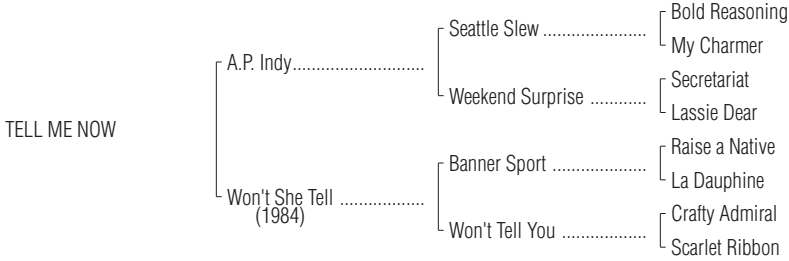 Bold Reasoning
Seattle Slew ......................
My Charmer
A.P. Indy............................
Secretariat
Weekend Surprise ............
Lassie Dear
TELL ME NOW
Raise a Native
Banner Sport ....................
La Dauphine
Won't She Tell ..................
(1984)
Crafty Admiral
Won't Tell You ..................
Scarlet Ribbon